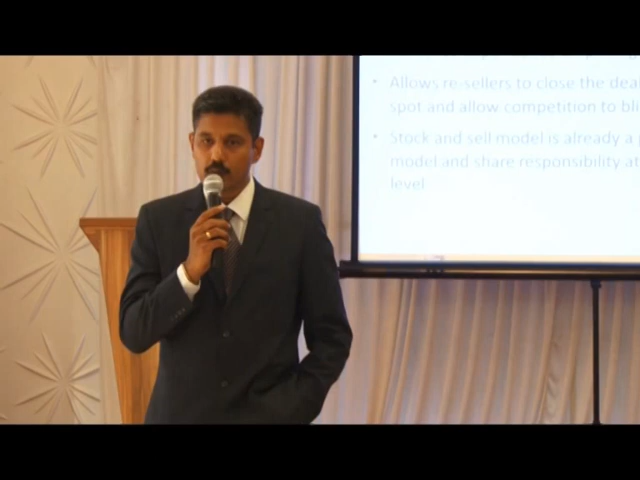 • Allows re-sellers to close the deal
spot and allow competition to bli
• Stock and sell model is already a p
model and share responsibility at
level